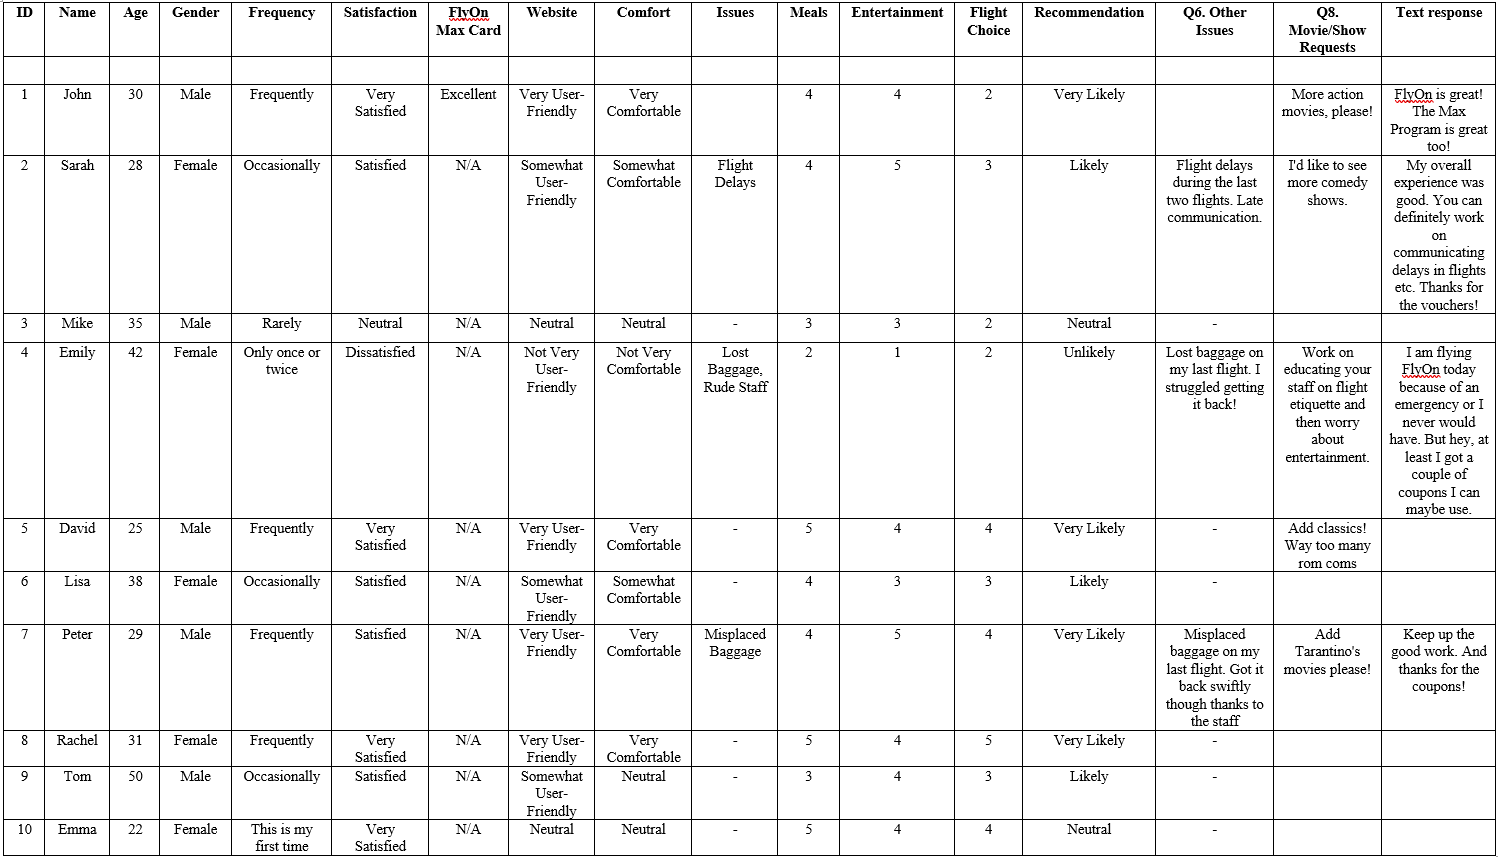 ID Name Age Gender Frequency Satisfaction FlyOn Website Comfort Issues Meals Entertainment Flight Recommendation Q6. Other Q8. Text response
Max Card Choice Issues Movie/Show
Requests
1 John 30 Male Frequently Very Excellent Very User- Very 4 4 2 Very Likely More action FlyOn is great!
Satisfied Friendly Comfortable movies, please! The Max
Program is great
too!
2 Sarah 28 Female Occasionally Satisfied N/A Somewhat Somewhat Flight 4 5 3 Likely Flight delays I'd like to see My overall
User- Comfortable Delays during the last more comedy experience was
Friendly two flights. Late shows. good. You can
communication. definitely work
on
communicating
delays in flights
etc. Thanks for
the vouchers!
3 Mike 35 Male Rarely Neutral N/A Neutral Neutral - 3 3 2 Neutral -
4 Emily 42 Female Only once or Dissatisfied N/A Not Very Not Very Lost 2 1 2 Unlikely Lost baggage on Work on I am flying
twice User- Comfortable Baggage, my last flight. I educating your FlyOn today
Friendly Rude Staff struggled getting staff on flight because of an
it back! etiquette and emergency or I
then worry never would
about have. But hey, at
entertainment. least I got a
couple of
coupons I can
maybe use.
5 David 25 Male Frequently Very N/A Very User- Very - 5 4 4 Very Likely - Add classics!
Satisfied Friendly Comfortable Way too many
rom coms
6 Lisa 38 Female Occasionally Satisfied N/A Somewhat Somewhat - 4 3 3 Likely -
User- Comfortable
Friendly
7 Peter 29 Male Frequently Satisfied N/A Very User- Very Misplaced 4 5 4 Very Likely Misplaced Add Keep up the
Friendly Comfortable Baggage baggage on my Tarantino's good work. And
last flight. Got it movies please! thanks for the
back swiftly coupons!
though thanks to
the staff
8 Rachel 31 Female Frequently Very N/A Very User- Very - 5 4 5 Very Likely -
Satisfied Friendly Comfortable
9 Tom 50 Male Occasionally Satisfied N/A Somewhat Neutral - 3 4 3 Likely -
User-
Friendly
10 Emma 22 Female This is my Very N/A Neutral Neutral - 5 4 4 Neutral -
first time Satisfied